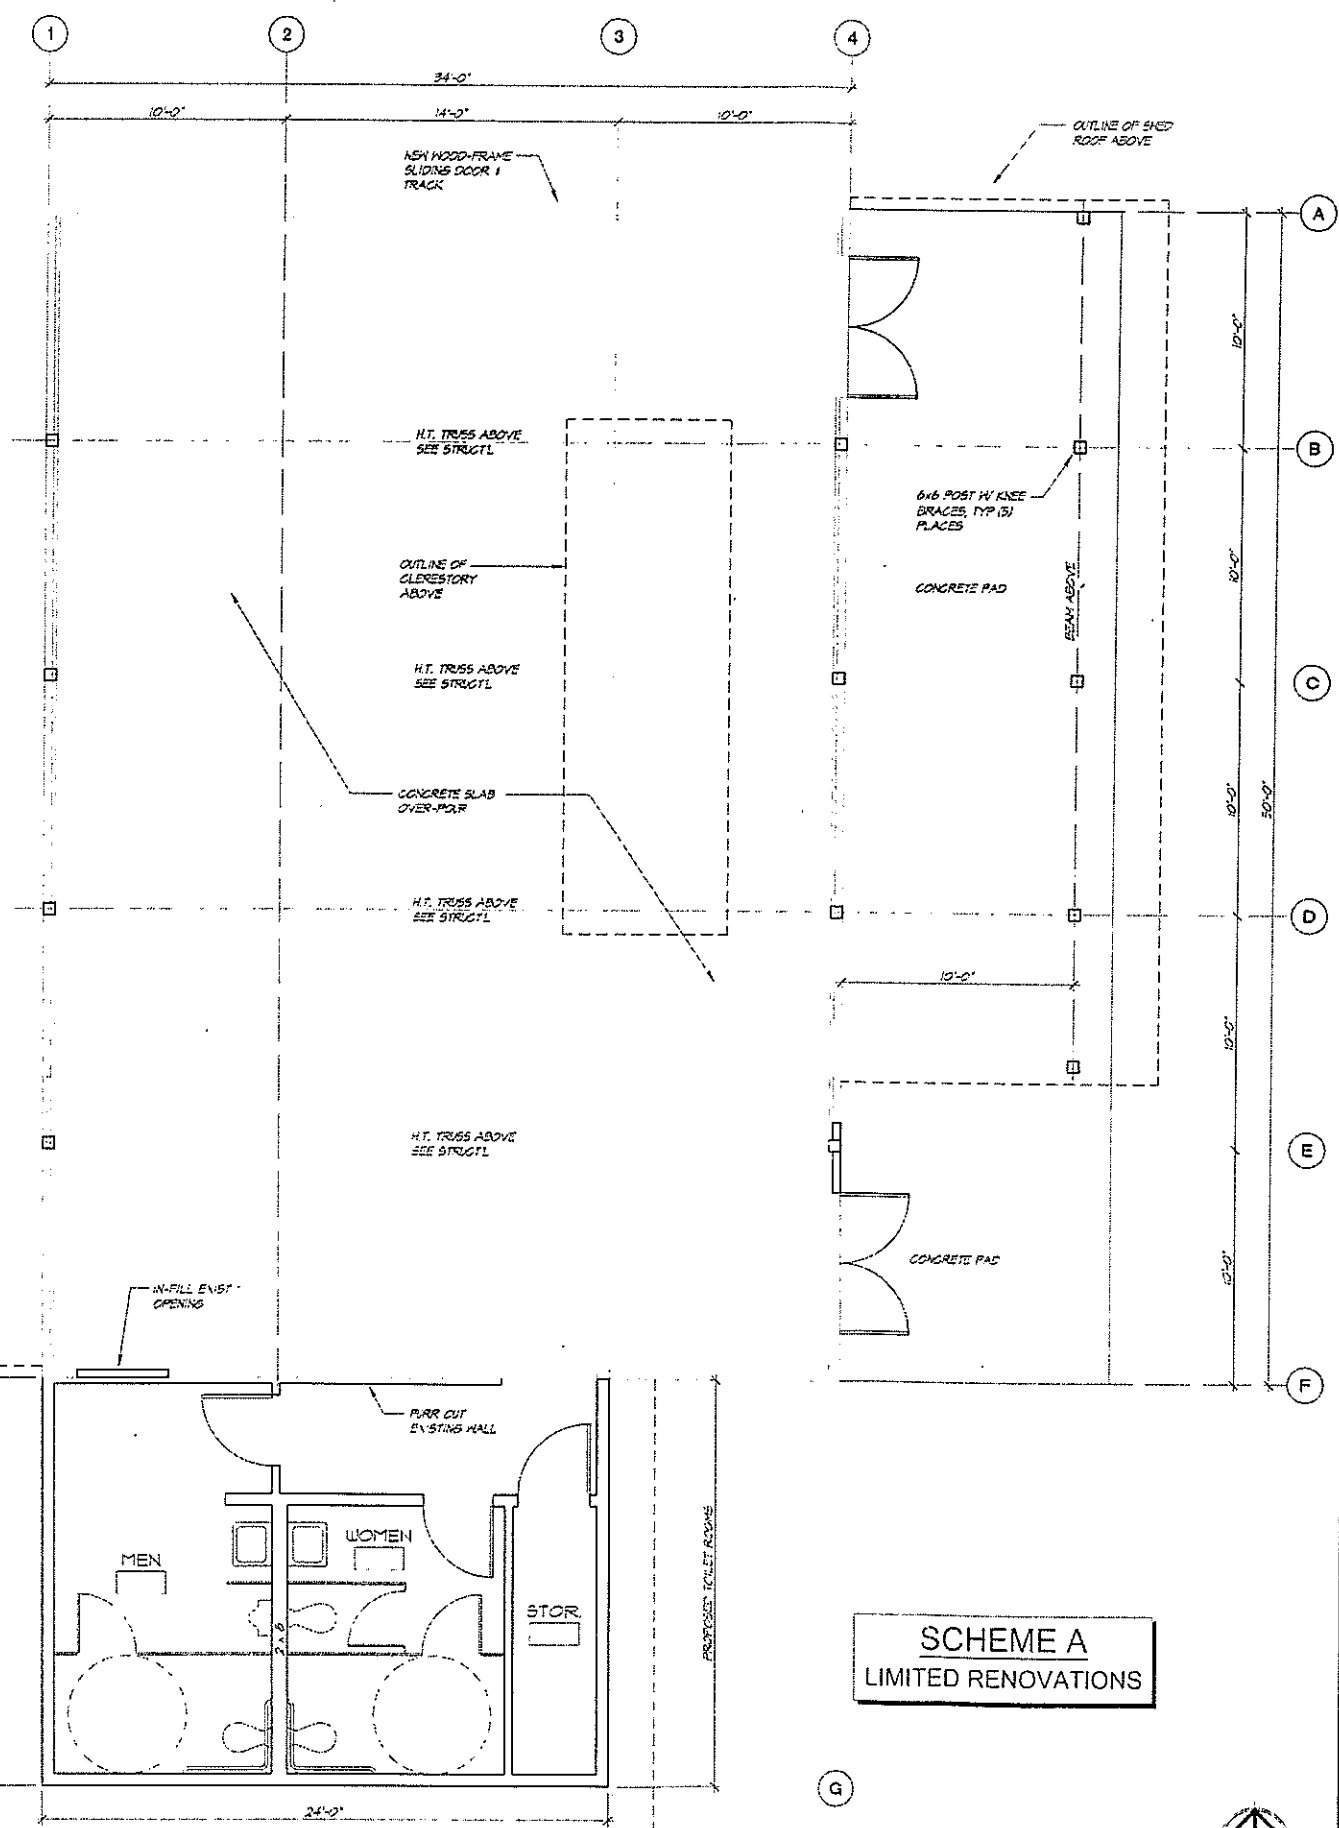 1
2
3
4
34'-0"
10'-0"
14'-0"
10'-0"
OUTLINE OF SHED
ROOF ABOVE
NEW WOOD-FRAME
SLIDING DOOR &
TRACK
A
10'-0"
H.T. TRUSS ABOVE
SEE STRUCT'L
B
6x6 POST W/ KNEE
BRACES, TYP (5)
PLACES
OUTLINE OF
CLERESTORY
ABOVE
CONCRETE PAD
BEAM ABOVE
10'-0"
H.T. TRUSS ABOVE
SEE STRUCT'L
C
CONCRETE SLAB
OVER-POUR
10'-0"
50'-0"
H.T. TRUSS ABOVE
SEE STRUCT'L
D
10'-0"
10'-0"
H.T. TRUSS ABOVE
SEE STRUCT'L
E
CONCRETE PAD
10'-0"
IN-FILL EXIST
OPENING
F
FURR OUT
EXISTING WALL
MEN
WOMEN
STOR.
2 x 6
PROPOSED TOILET ROOMS
SCHEME A
LIMITED RENOVATIONS
G
24'-0"